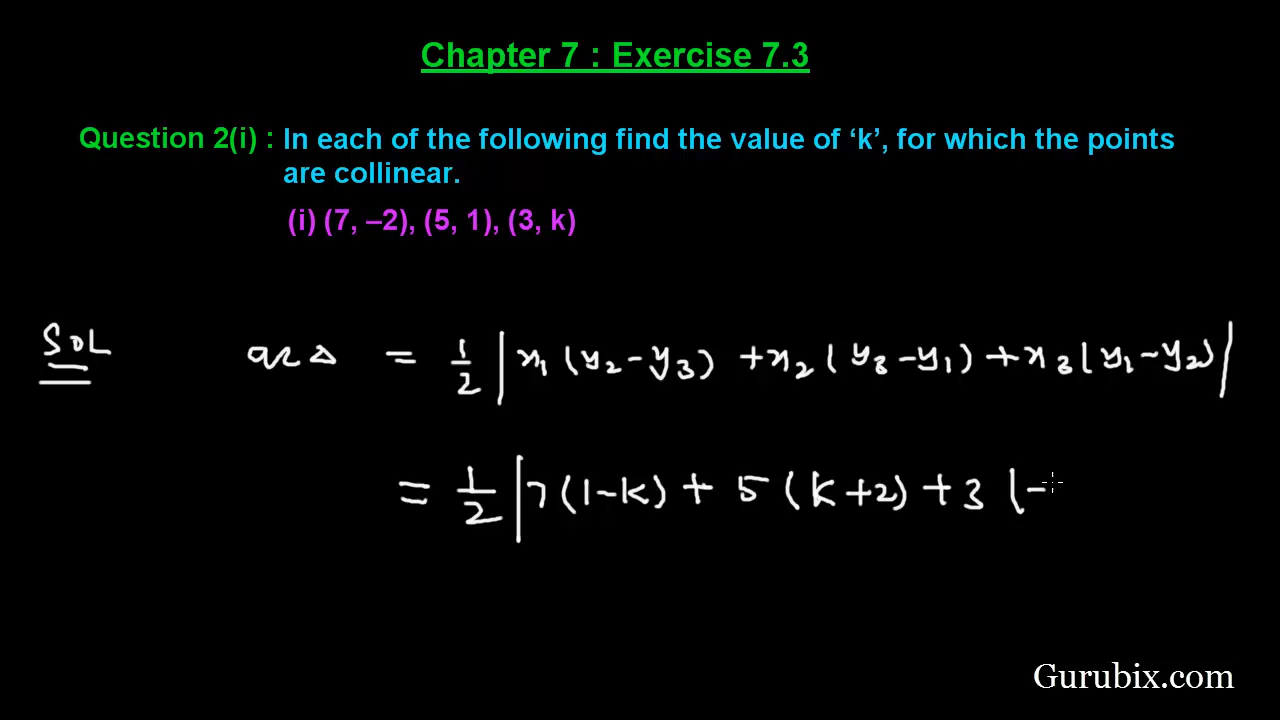 Chapter 7 : Exercise 7.3
Question 2(i) : In each of the following find the value of ‘k’, for which the points
are collinear.
(i) (7, –2), (5, 1), (3, k)
SOL ar Δ = 1/2 | x₁ (y₂ - y₃) + x₂ (y₃ - y₁) + x₃ (y₁ - y₂) |
= 1/2 | 7 (1 - k) + 5 (k + 2) + 3 (-
Gurubix.com